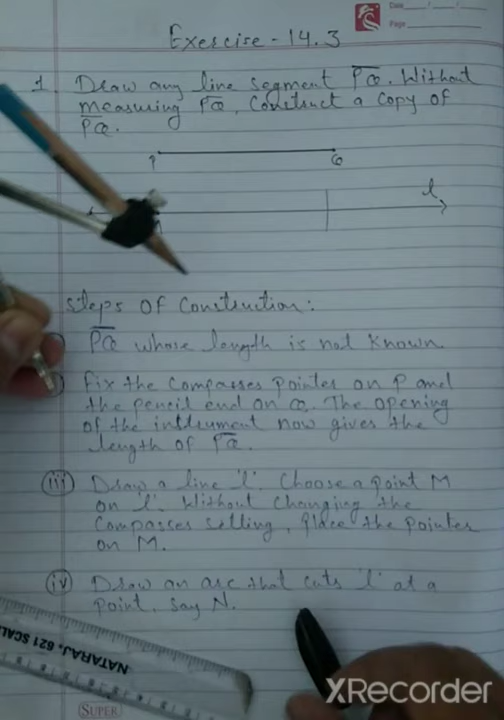 Date
Page
Exercise - 14.3
1. Draw any line segment PQ. Without
measuring PQ, Construct a copy of
PQ.
P Q
l
Steps of Construction:
PQ whose length is not known.
Fix the Compasses pointer on P and
the pencil end on Q. The opening
of the instrument now gives the
length of PQ.
(iii) Draw a line 'l'. Choose a point M
on 'l'. Without changing the
Compasses setting, place the pointer
on M.
(iv) Draw an arc that cuts 'l' at a
point, say N.
NATARAJ, 621 SCAL
SUPER
XRecorder